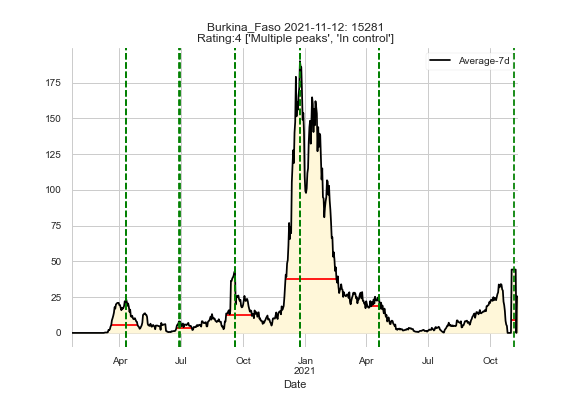 Burkina_Faso 2021-11-12: 15281
Rating:4 ['Multiple peaks', 'In control']
Average-7d
175
150
125
100
75
50
25
0
Apr
Jul
Oct
Jan
2021
Apr
Jul
Oct
Date